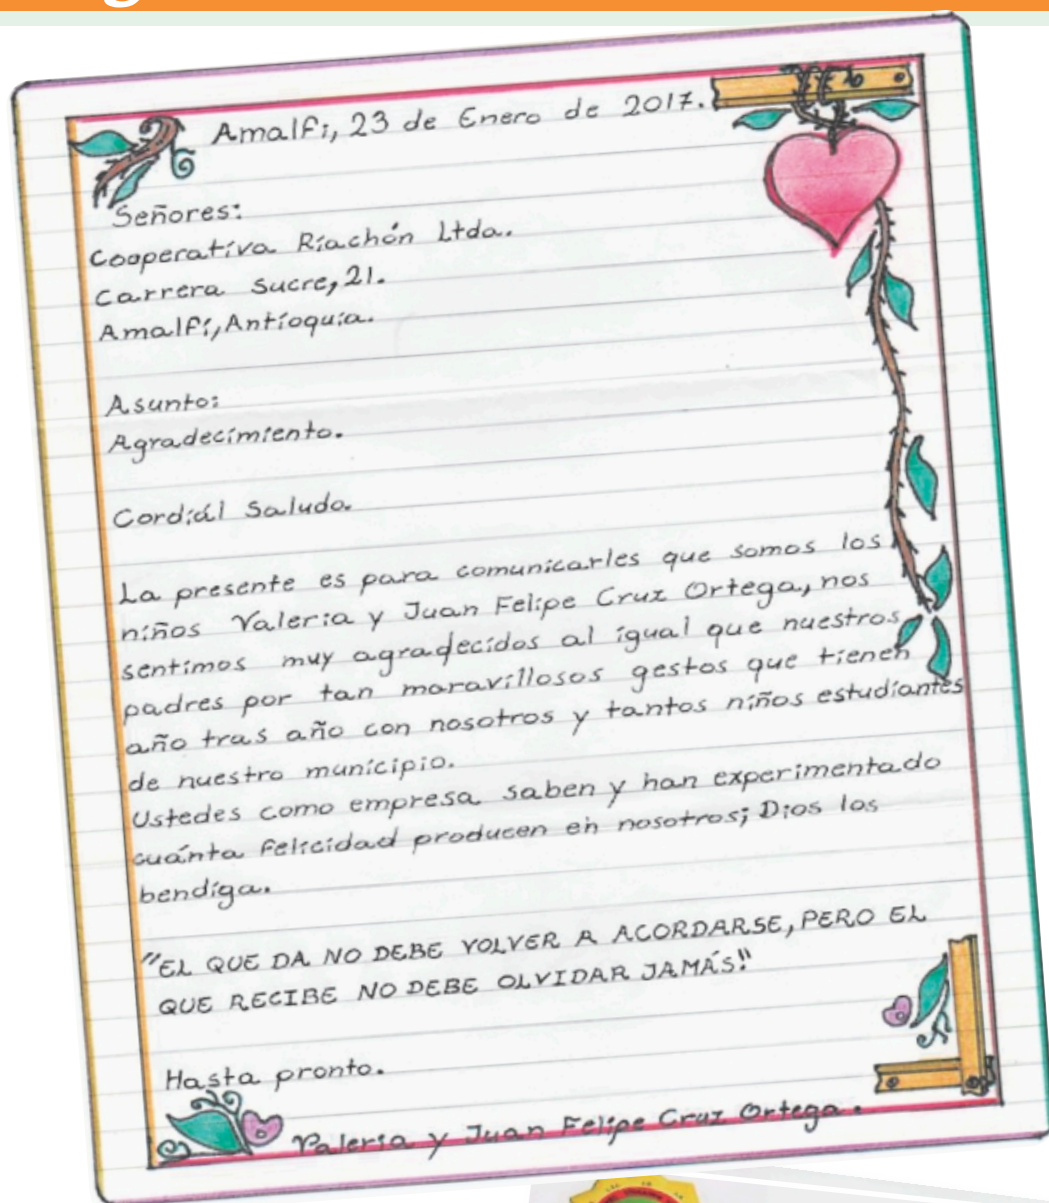 Amalfi, 23 de Enero de 2017.
Señores:
Cooperativa Riachón Ltda.
Carrera Sucre, 21.
Amalfi, Antioquia.
Asunto:
Agradecimiento.
Cordiál Saludo.
La presente es para comunicarles que somos los
niños Valeria y Juan Felipe Cruz Ortega, nos
sentimos muy agradecidos al igual que nuestros
padres por tan maravillosos gestos que tienen
año tras año con nosotros y tantos niños estudiantes
de nuestro municipio.
Ustedes como empresa saben y han experimentado
cuánta felicidad producen en nosotros; Dios los
bendiga.
"EL QUE DA NO DEBE VOLVER A ACORDARSE, PERO EL
QUE RECIBE NO DEBE OLVIDAR JAMÁS!"
Hasta pronto.
Valeria y Juan Felipe Cruz Ortega.